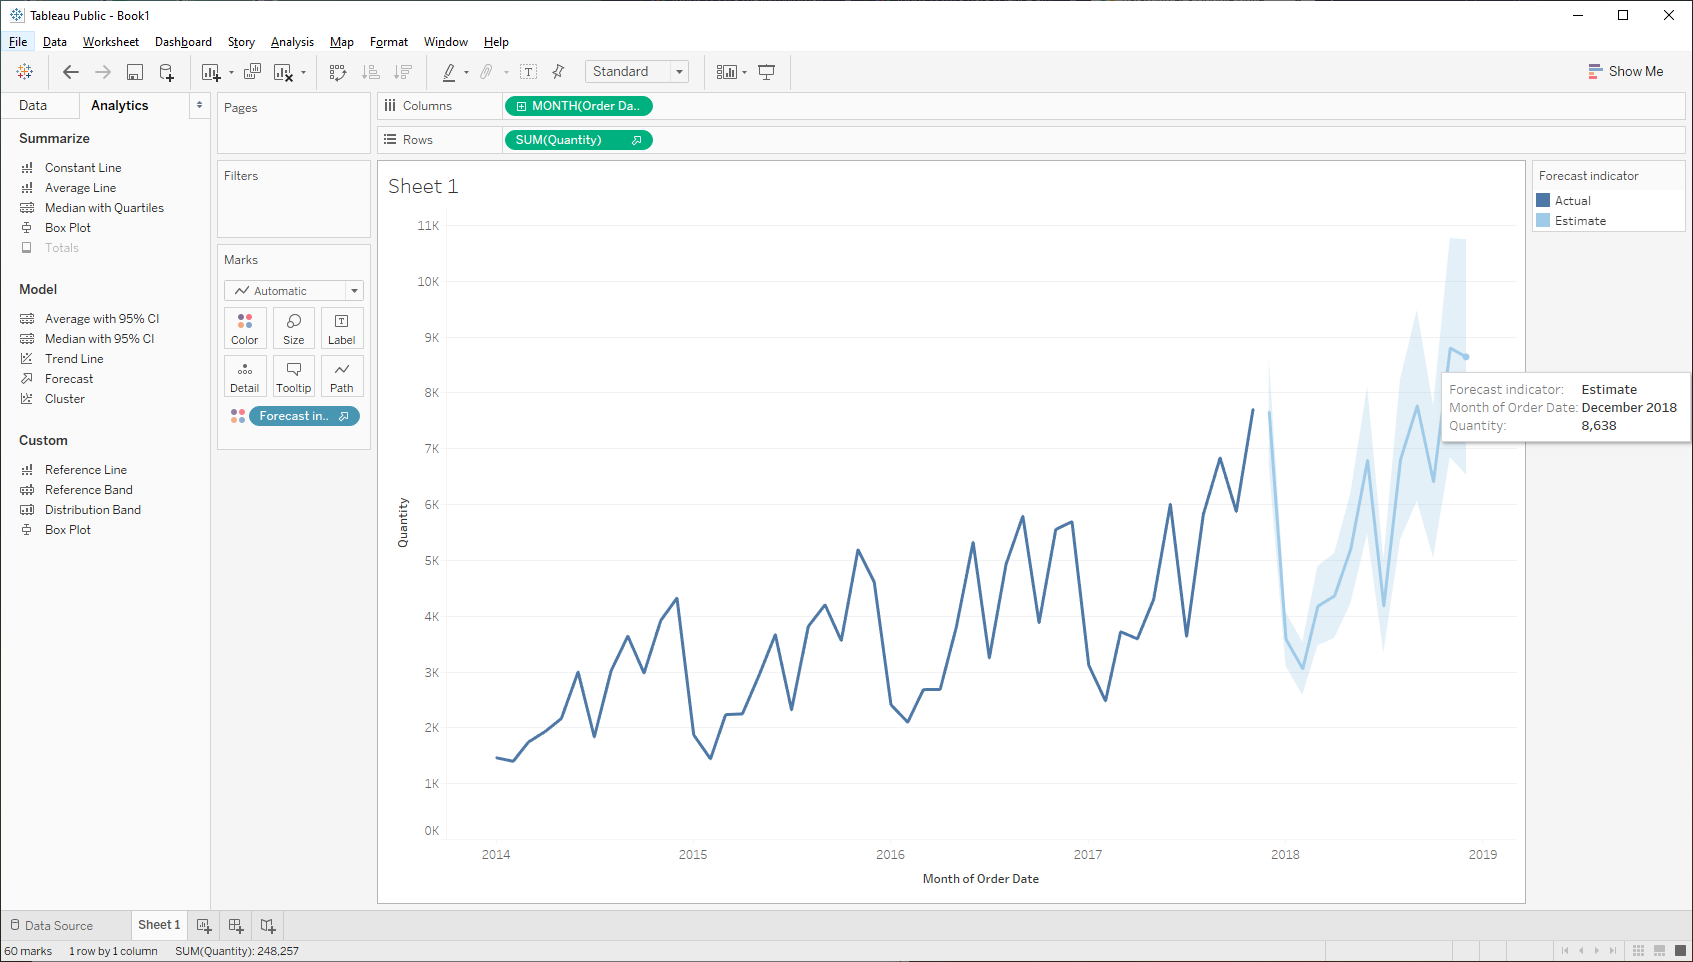 Tableau Public - Book1
File Data Worksheet Dashboard Story Analysis Map Format Window Help
Standard
Show Me
Data Analytics
Summarize
Constant Line
Average Line
Median with Quartiles
Box Plot
Totals
Model
Average with 95% CI
Median with 95% CI
Trend Line
Forecast
Cluster
Custom
Reference Line
Reference Band
Distribution Band
Box Plot
Pages
Filters
Marks
Automatic
Color Size Label
Detail Tooltip Path
Forecast in..
Columns MONTH(Order Da..
Rows SUM(Quantity)
Sheet 1
11K
10K
9K
8K
7K
6K
5K
4K
3K
2K
1K
0K
Quantity
2014 2015 2016 2017 2018 2019
Month of Order Date
Forecast indicator: Estimate
Month of Order Date: December 2018
Quantity: 8,638
Forecast indicator
Actual
Estimate
Data Source Sheet 1
60 marks 1 row by 1 column SUM(Quantity): 248,257